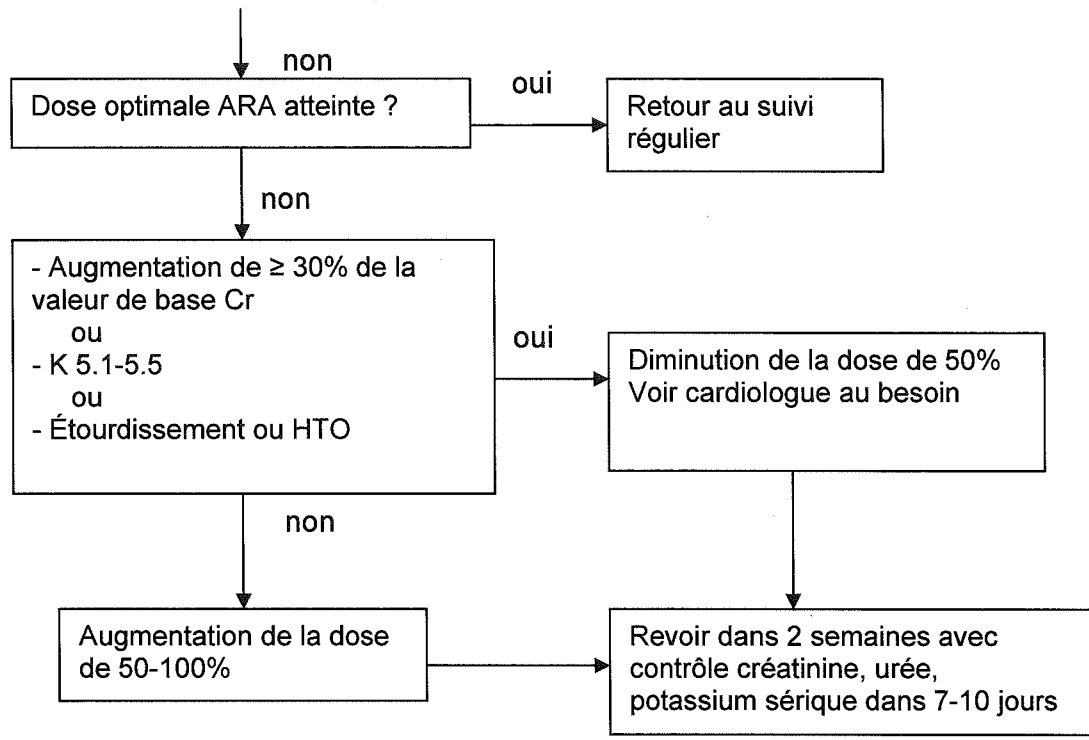 non
Dose optimale ARA atteinte ?
oui
Retour au suivi
régulier
non
- Augmentation de ≥ 30% de la
valeur de base Cr
ou
- K 5.1-5.5
ou
- Étourdissement ou HTO
oui
Diminution de la dose de 50%
Voir cardiologue au besoin
non
Augmentation de la dose
de 50-100%
Revoir dans 2 semaines avec
contrôle créatinine, urée,
potassium sérique dans 7-10 jours